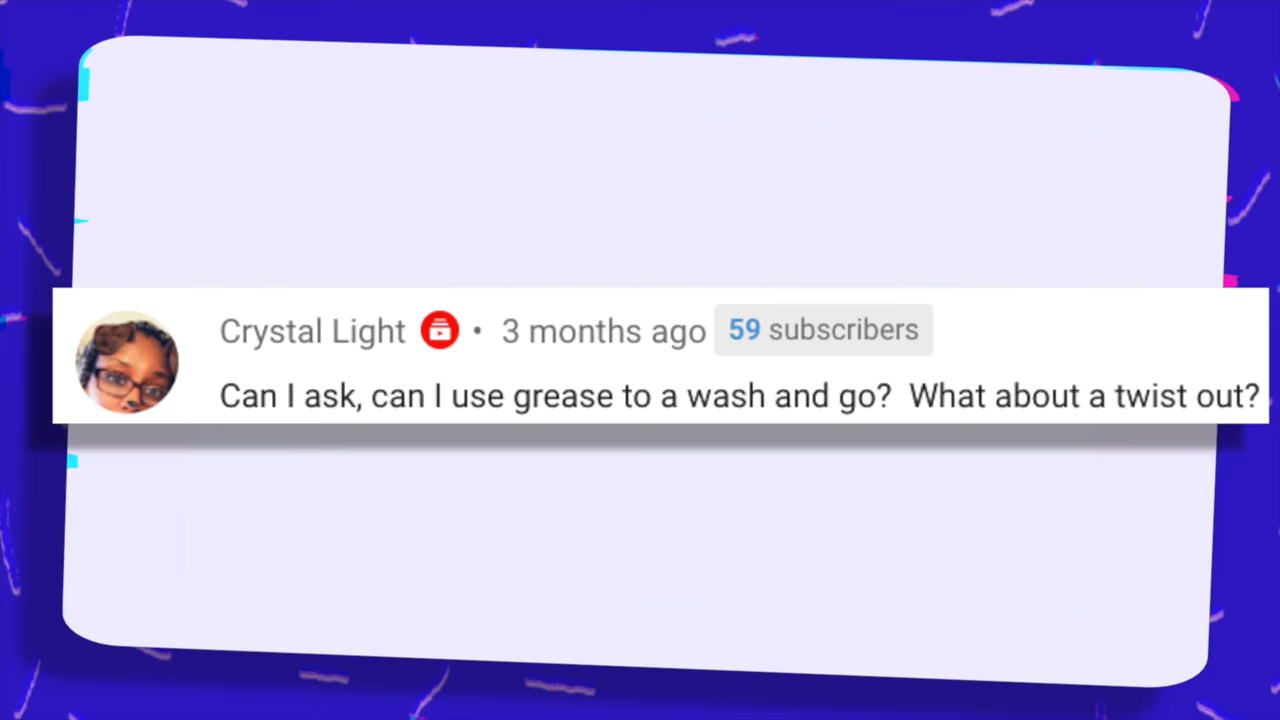 Crystal Light • 3 months ago 59 subscribers
Can I ask, can I use grease to a wash and go?  What about a twist out?